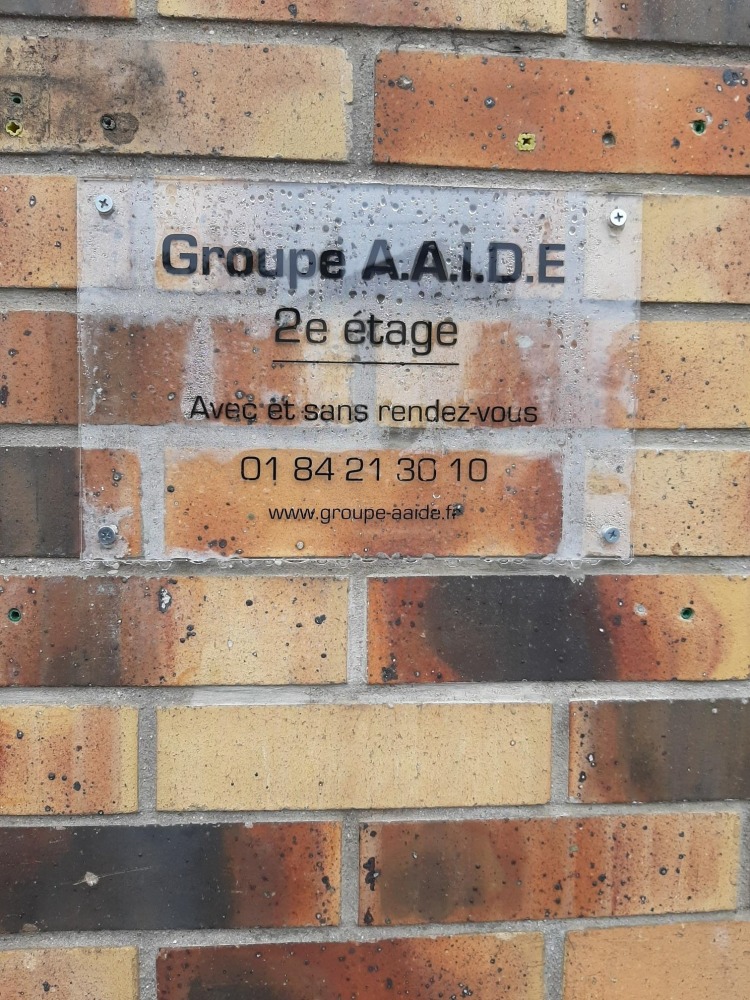 Groupe A.A.I.D.E
2e étage
Avec et sans rendez-vous
01 84 21 30 10
www.groupe-aaide.fr